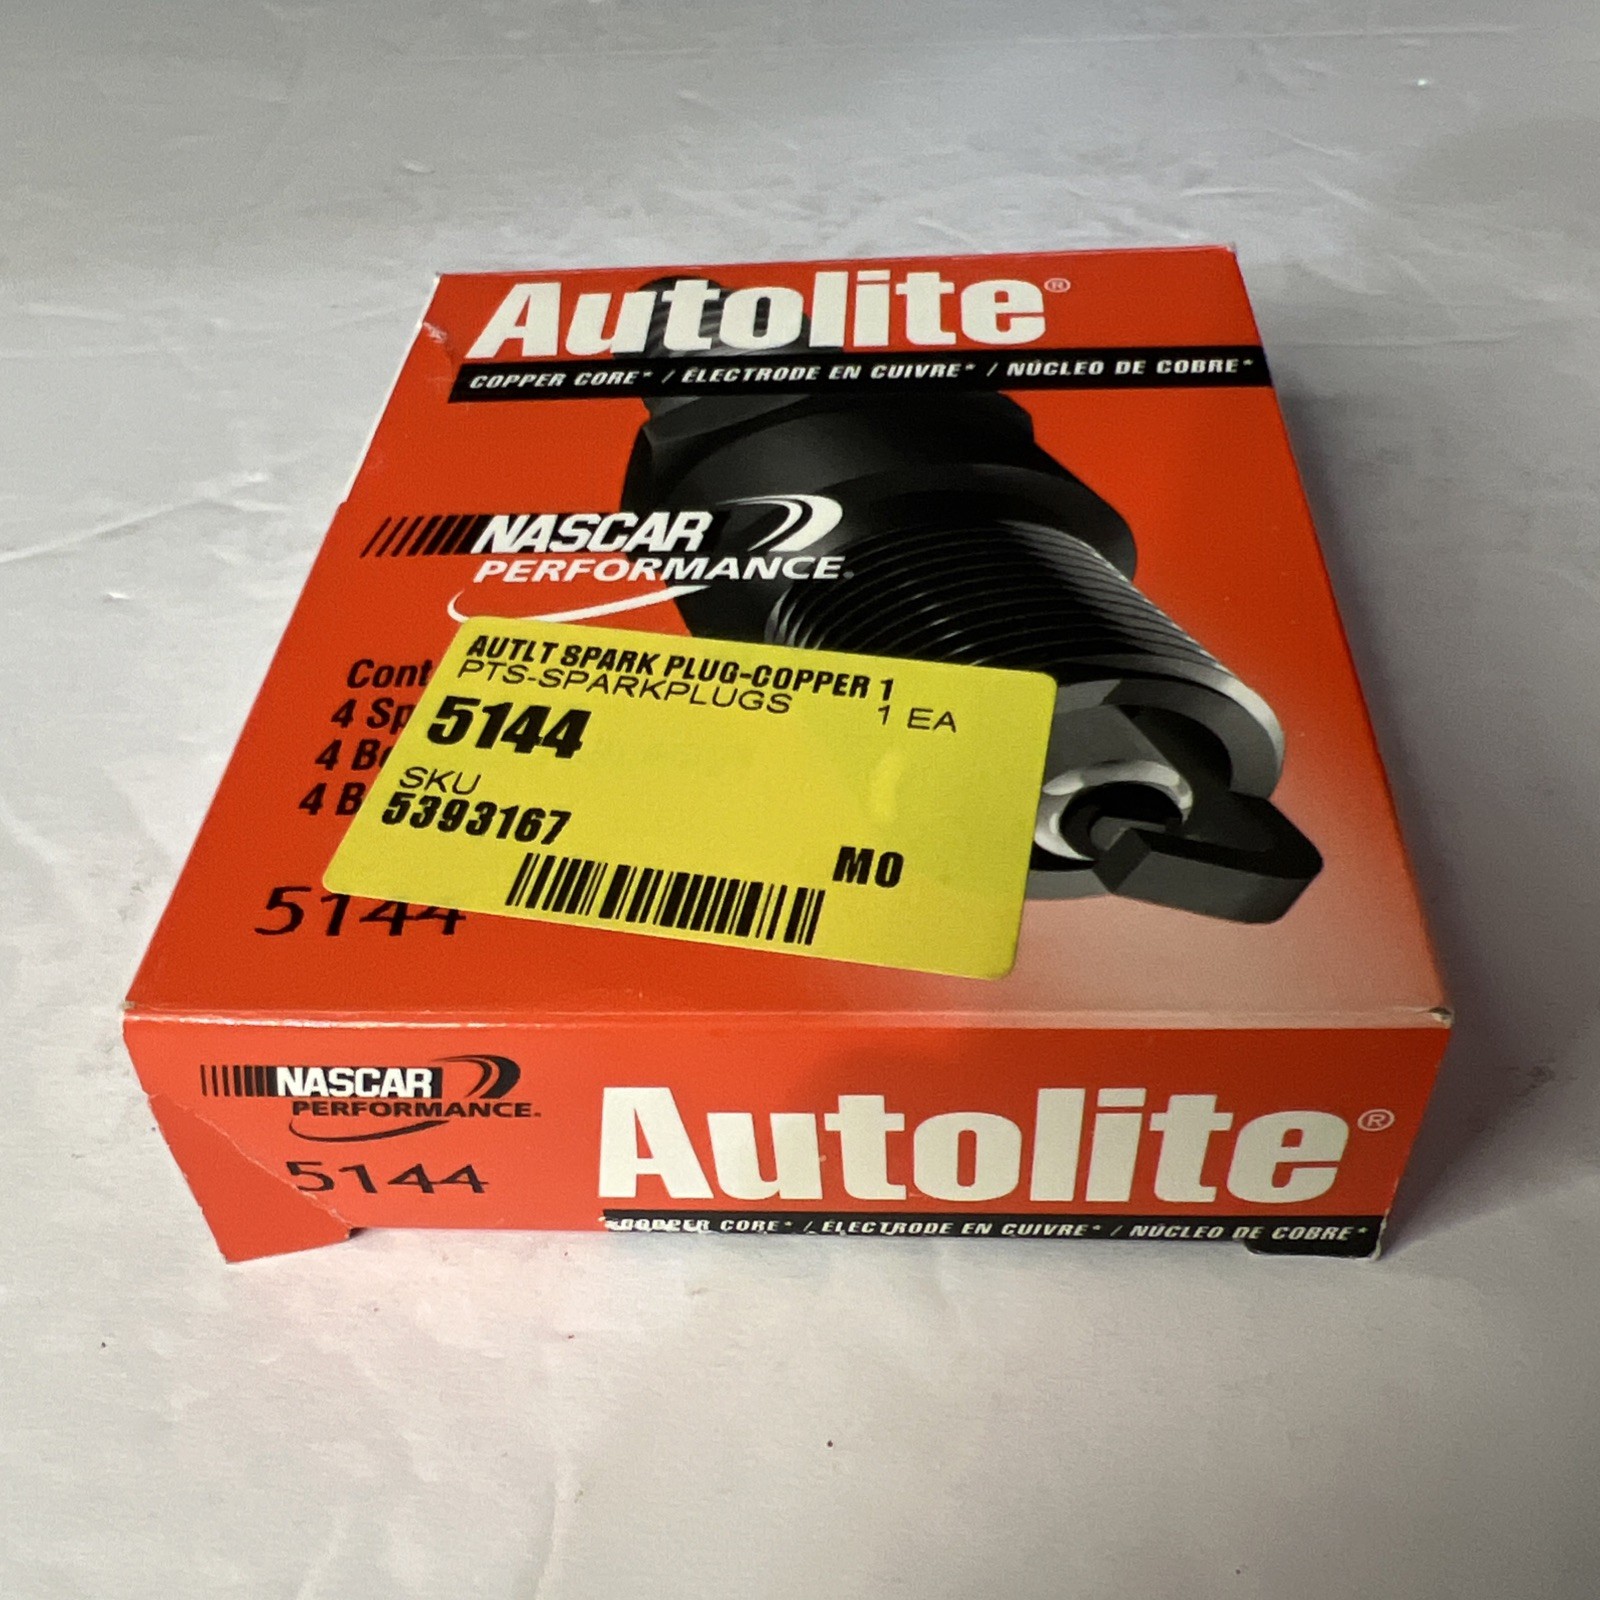 Autolite®
COPPER CORE* / ÉLECTRODE EN CUIVRE* / NÚCLEO DE COBRE*
NASCAR
PERFORMANCE
Cont
4 Sp
4 B
4 B
AUTLT SPARK PLUG-COPPER 1
PTS-SPARKPLUGS 1 EA
5144
SKU
5393167
MO
5144
NASCAR
PERFORMANCE
5144
Autolite®
COPPER CORE* / ÉLECTRODE EN CUIVRE* / NÚCLEO DE COBRE*